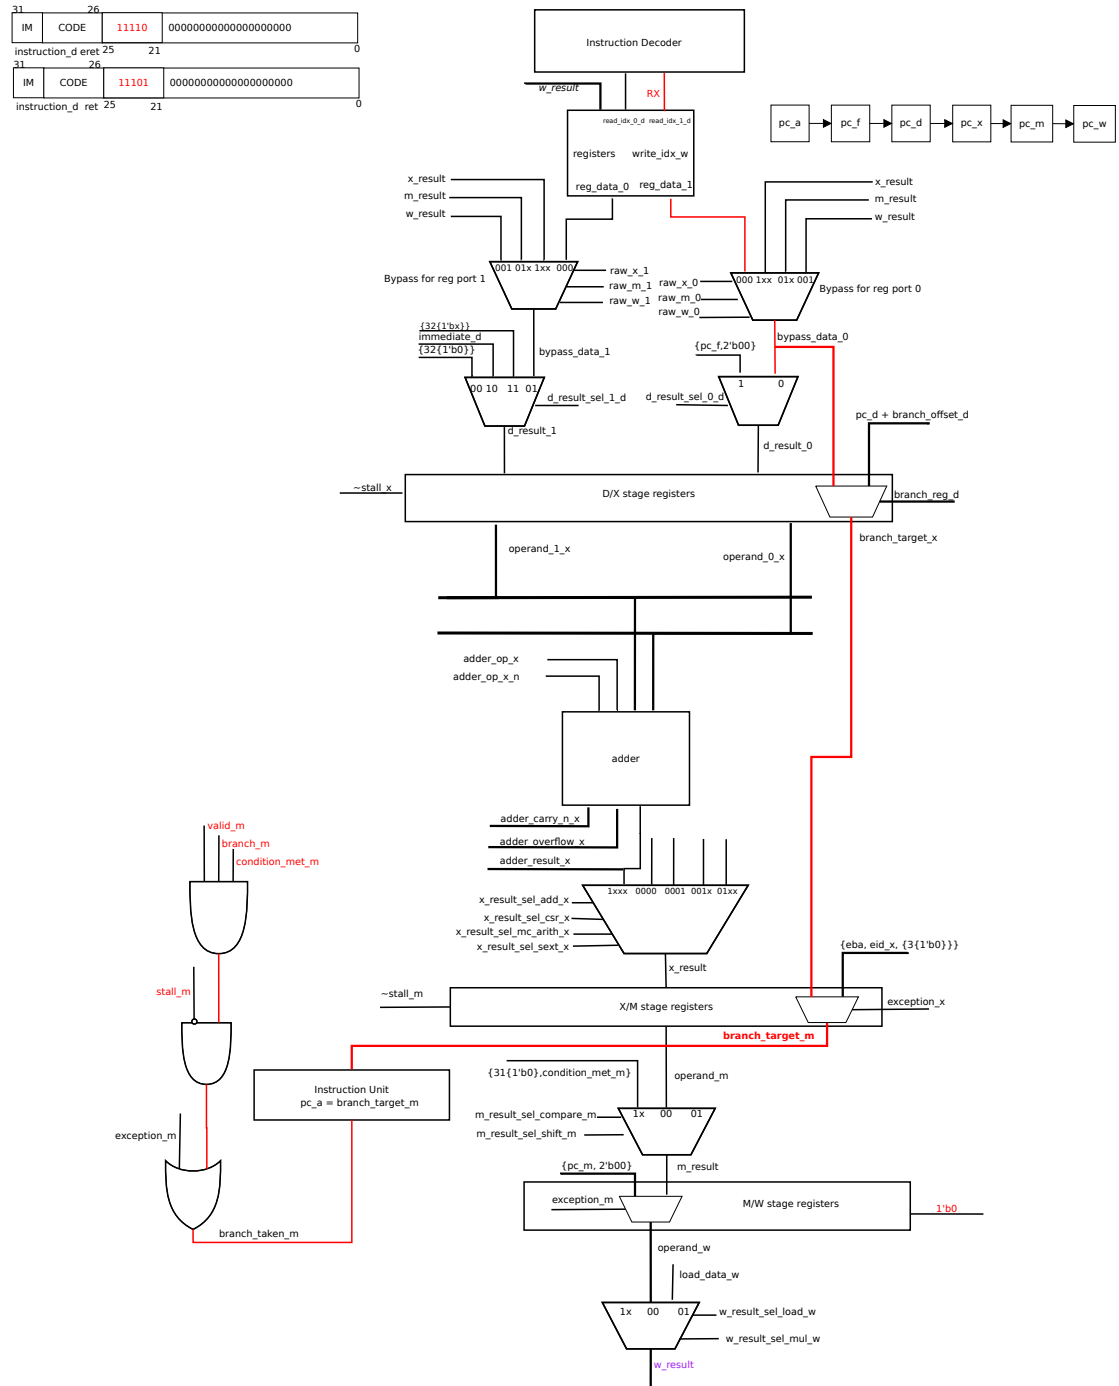 31 26
IM CODE 11110 00000000000000000000
instruction_d eret 25 21 0
31 26
IM CODE 11101 00000000000000000000
instruction_d ret 25 21 0
Instruction Decoder
w_result
RX
read_idx_0_d read_idx_1_d
registers write_idx_w
reg_data_0 reg_data_1
pc_a pc_f pc_d pc_x pc_m pc_w
x_result
m_result
w_result
x_result
m_result
w_result
001 01x 1xx 000
Bypass for reg port 1
raw_x_1
raw_m_1
raw_w_1
000 1xx 01x 001
raw_x_0
raw_m_0
raw_w_0
Bypass for reg port 0
{32{1'bx}}
immediate_d
{32{1'b0}}
bypass_data_1
bypass_data_0
{pc_f,2'b00}
00 10 11 01
d_result_sel_1_d
1 0
d_result_sel_0_d
d_result_1
d_result_0
pc_d + branch_offset_d
~stall_x
D/X stage registers
branch_reg_d
branch_target_x
operand_1_x
operand_0_x
adder_op_x
adder_op_x_n
adder
adder_carry_n_x
adder_overflow_x
adder_result_x
1xxx 0000 0001 001x 01xx
x_result_sel_add_x
x_result_sel_csr_x
x_result_sel_mc_arith_x
x_result_sel_sext_x
x_result
{eba, eid_x, {3{1'b0}}}
~stall_m
X/M stage registers
exception_x
branch_target_m
valid_m
branch_m
condition_met_m
stall_m
exception_m
branch_taken_m
Instruction Unit
pc_a = branch_target_m
{31{1'b0},condition_met_m}
operand_m
1x 00 01
m_result_sel_compare_m
m_result_sel_shift_m
m_result
{pc_m, 2'b00}
exception_m
M/W stage registers
1'b0
operand_w
load_data_w
1x 00 01
w_result_sel_load_w
w_result_sel_mul_w
w_result